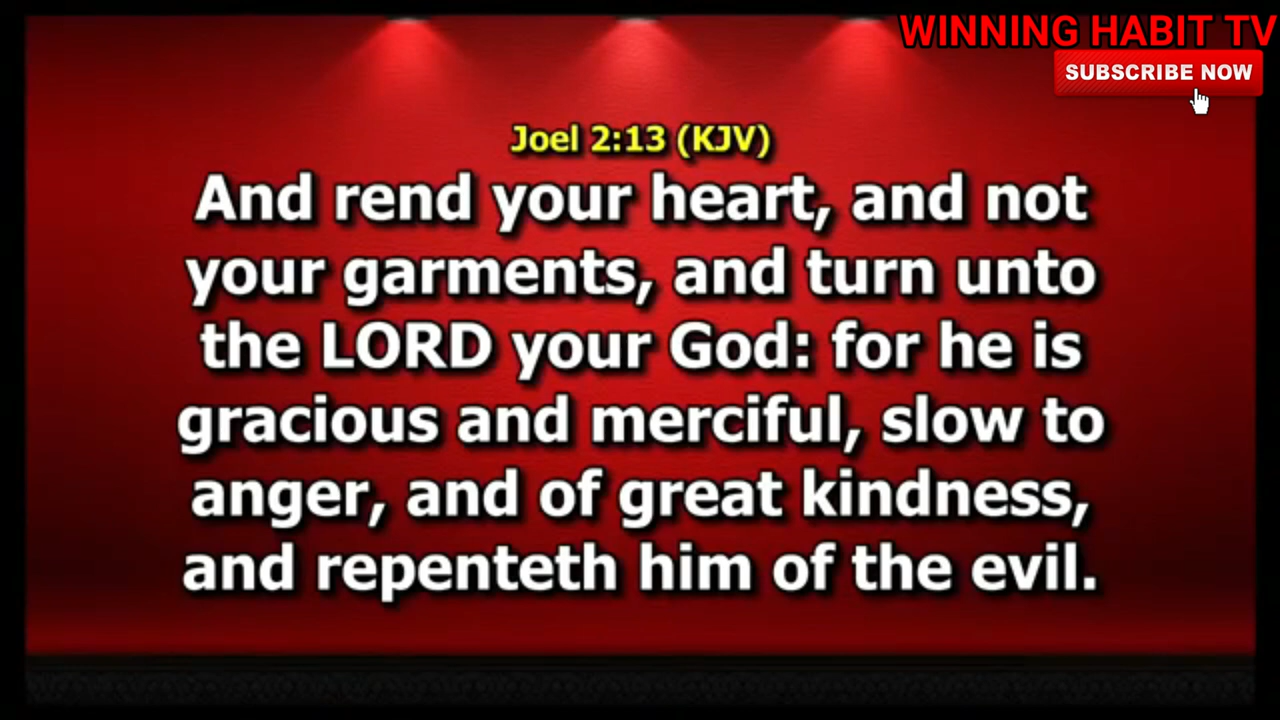 WINNING HABIT TV
SUBSCRIBE NOW
Joel 2:13 (KJV)
And rend your heart, and not
your garments, and turn unto
the LORD your God: for he is
gracious and merciful, slow to
anger, and of great kindness,
and repenteth him of the evil.